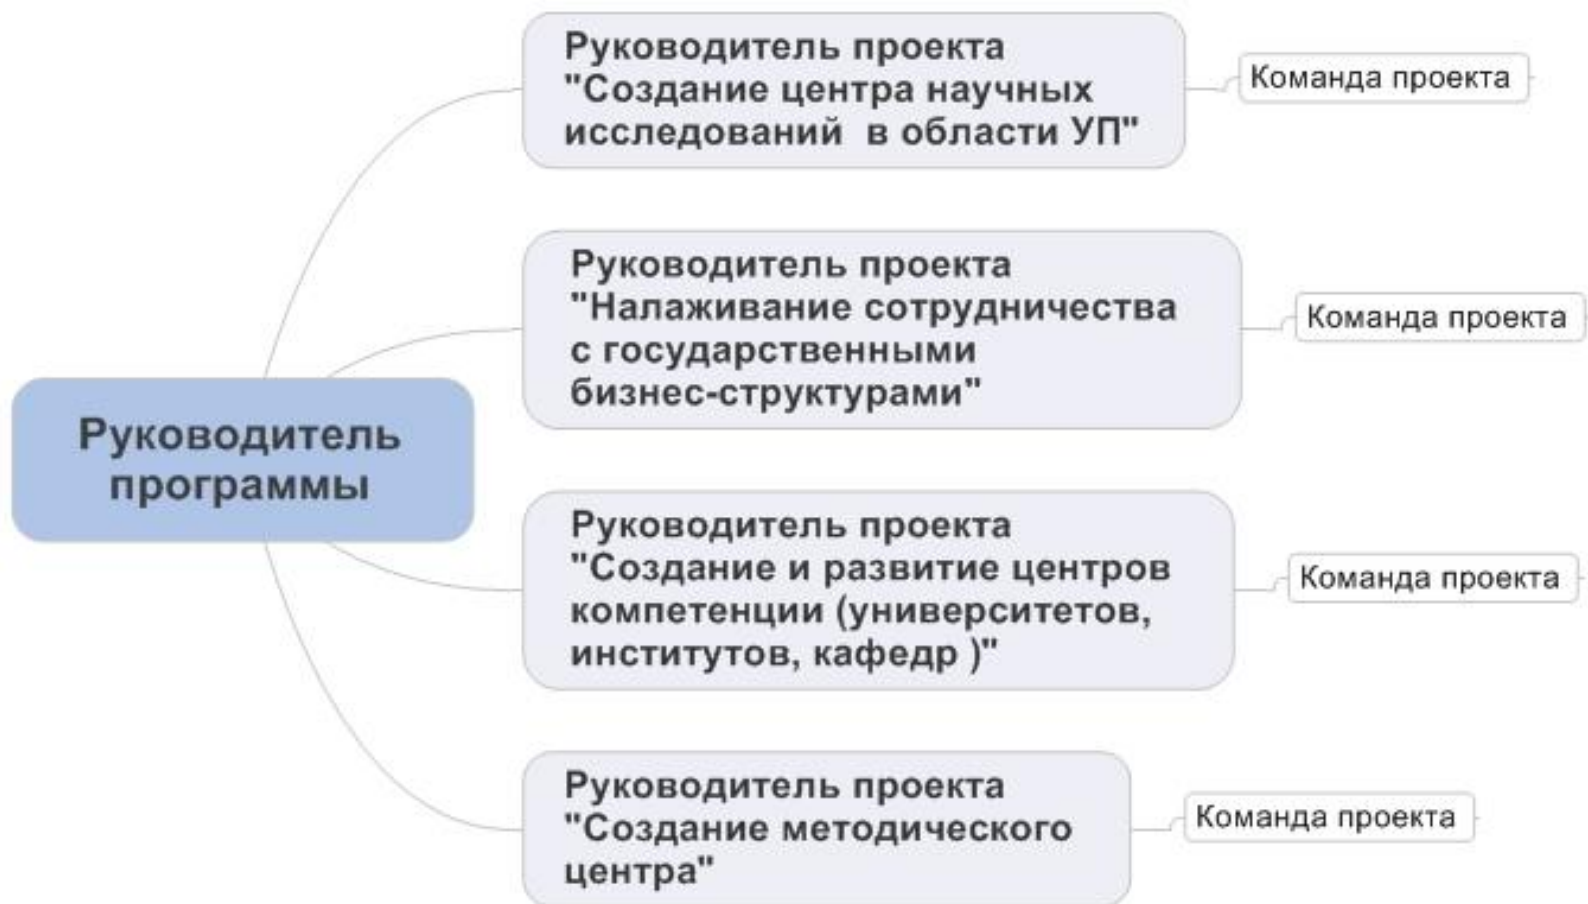 Руководитель проекта
"Создание центра научных
исследований в области УП"
Команда проекта
Руководитель проекта
"Налаживание сотрудничества
с государственными
бизнес-структурами"
Команда проекта
Руководитель
программы
Руководитель проекта
"Создание и развитие центров
компетенции (университетов,
институтов, кафедр )"
Команда проекта
Руководитель проекта
"Создание методического
центра"
Команда проекта